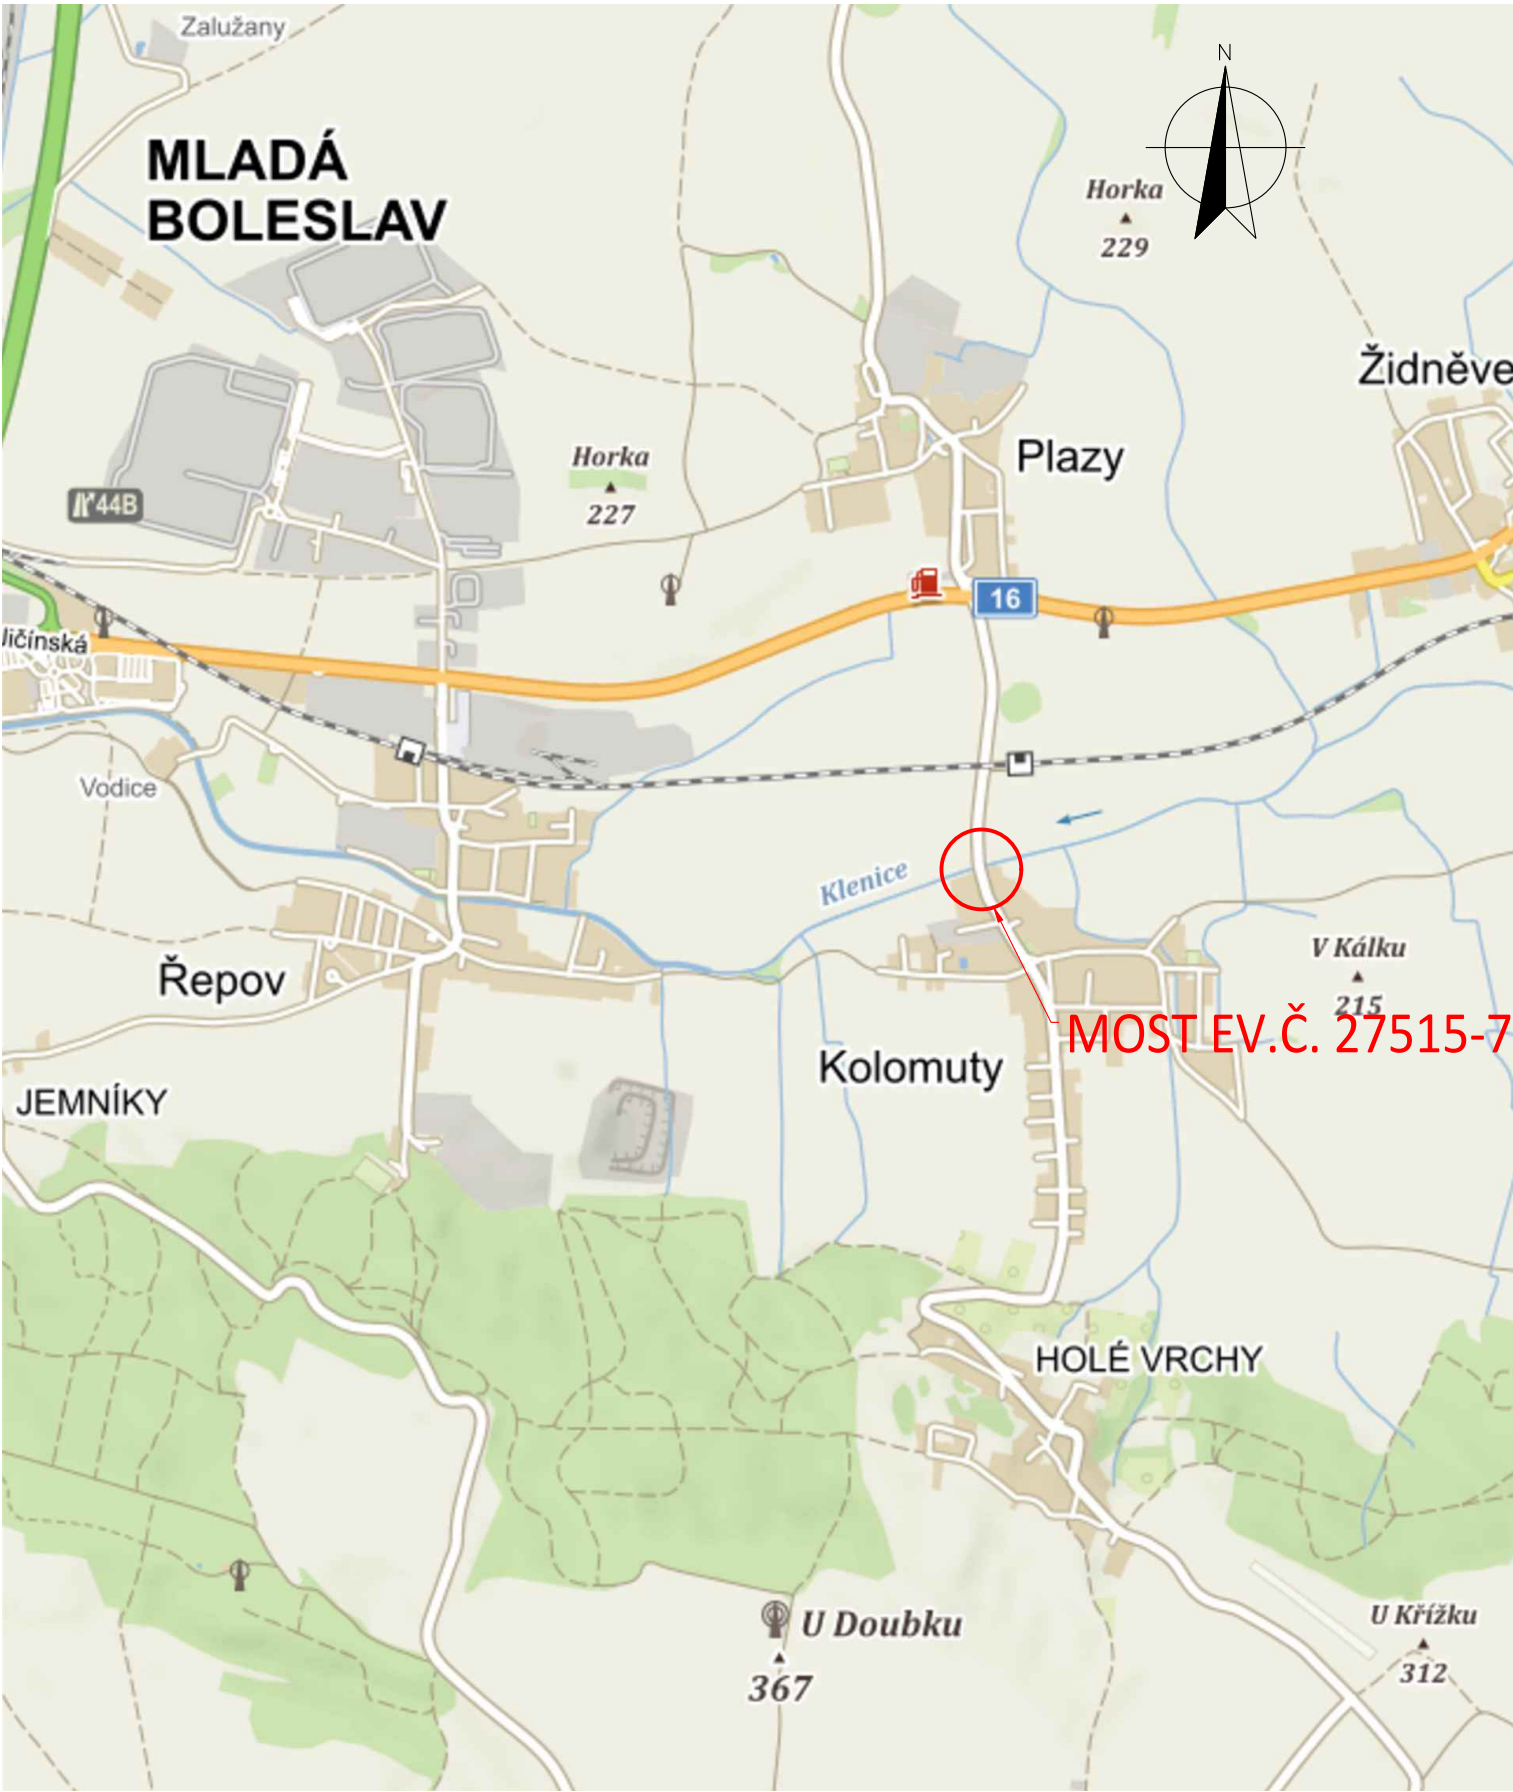 Zalužany
N
MLADÁ
BOLESLAV
Horka
229
Židněve
Plazy
Horka
227
44B
16
Jičínská
Vodice
Klenice
Řepov
V Kálku
215
MOST EV.Č. 27515-7
Kolomuty
JEMNÍKY
HOLÉ VRCHY
U Doubku
367
U Křížku
312